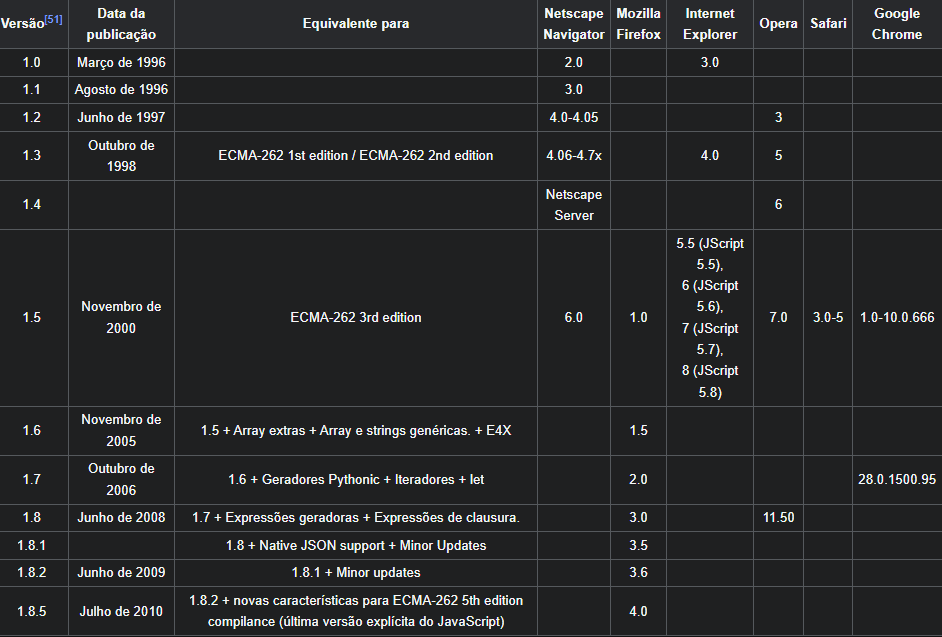 Versão[51] Data da publicação Equivalente para Netscape Navigator Mozilla Firefox Internet Explorer Opera Safari Google Chrome
1.0 Março de 1996 2.0 3.0
1.1 Agosto de 1996 3.0
1.2 Junho de 1997 4.0-4.05 3
1.3 Outubro de 1998 ECMA-262 1st edition / ECMA-262 2nd edition 4.06-4.7x 4.0 5
1.4 Netscape Server 6
1.5 Novembro de 2000 ECMA-262 3rd edition 6.0 1.0 5.5 (JScript 5.5), 6 (JScript 5.6), 7 (JScript 5.7), 8 (JScript 5.8) 7.0 3.0-5 1.0-10.0.666
1.6 Novembro de 2005 1.5 + Array extras + Array e strings genéricas. + E4X 1.5
1.7 Outubro de 2006 1.6 + Geradores Pythonic + Iteradores + let 2.0 28.0.1500.95
1.8 Junho de 2008 1.7 + Expressões geradoras + Expressões de clausura. 3.0 11.50
1.8.1 1.8 + Native JSON support + Minor Updates 3.5
1.8.2 Junho de 2009 1.8.1 + Minor updates 3.6
1.8.5 Julho de 2010 1.8.2 + novas características para ECMA-262 5th edition compilance (última versão explícita do JavaScript) 4.0